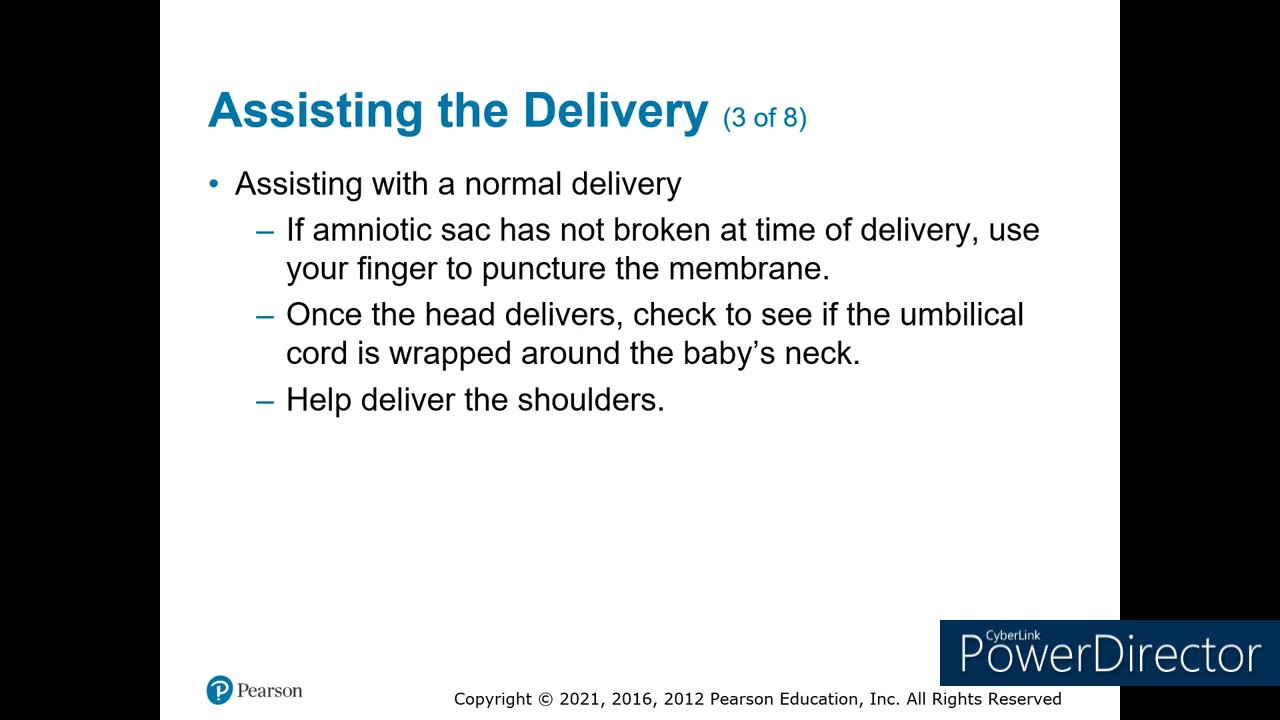 Assisting the Delivery (3 of 8)
• Assisting with a normal delivery
– If amniotic sac has not broken at time of delivery, use
your finger to puncture the membrane.
– Once the head delivers, check to see if the umbilical
cord is wrapped around the baby’s neck.
– Help deliver the shoulders.
CyberLink
PowerDirector
Pearson
Copyright © 2021, 2016, 2012 Pearson Education, Inc. All Rights Reserved